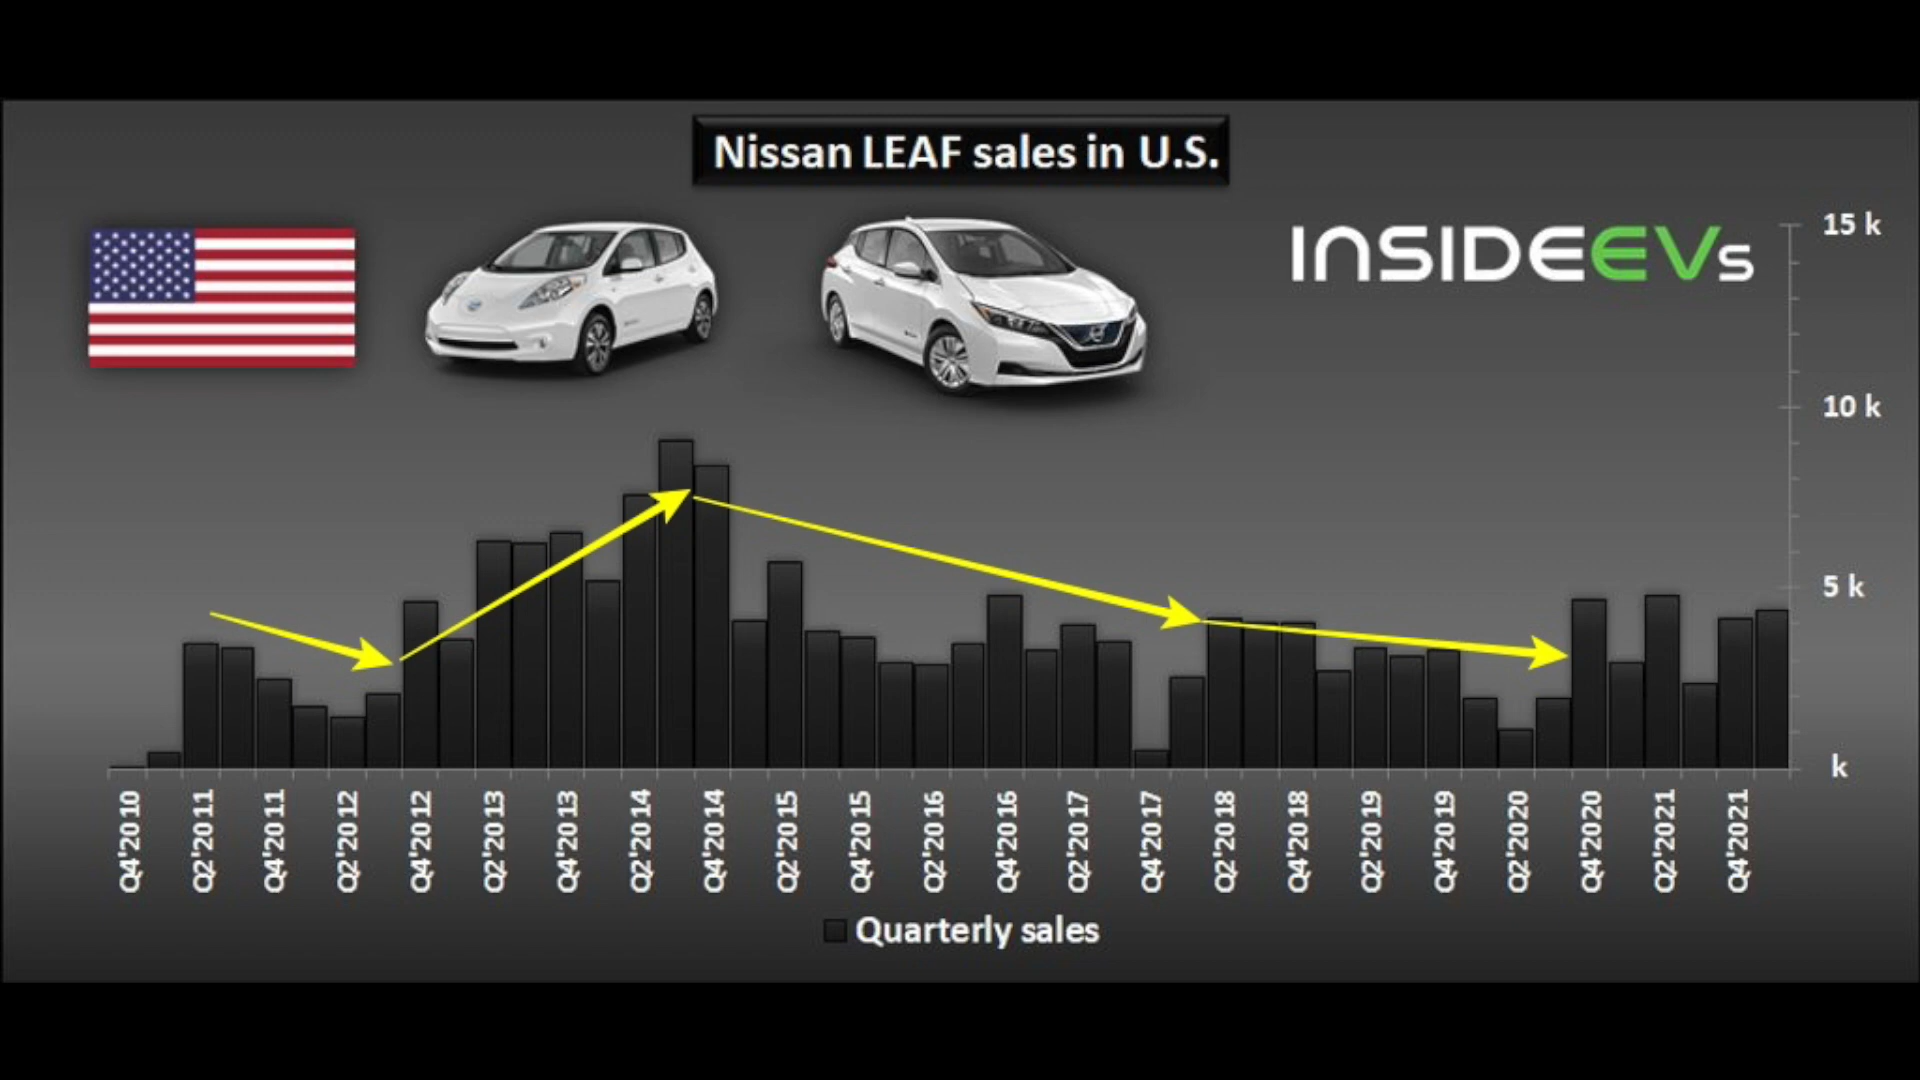 Nissan LEAF sales in U.S.
INSIDEEVs
15 k
10 k
5 k
k
Q4'2010
Q2'2011
Q4'2011
Q2'2012
Q4'2012
Q2'2013
Q4'2013
Q2'2014
Q4'2014
Q2'2015
Q4'2015
Q2'2016
Q4'2016
Q2'2017
Q4'2017
Q2'2018
Q4'2018
Q2'2019
Q4'2019
Q2'2020
Q4'2020
Q2'2021
Q4'2021
Quarterly sales